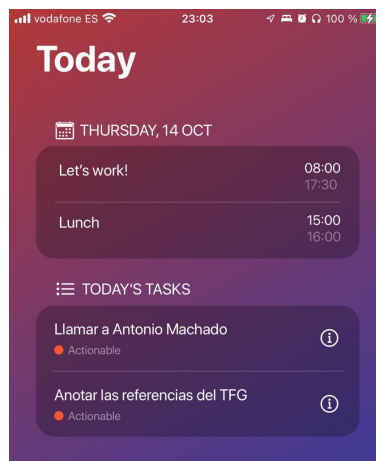 vodafone ES 23:03 100 %
Today
THURSDAY, 14 OCT
Let's work! 08:00
17:30
Lunch 15:00
16:00
TODAY'S TASKS
Llamar a Antonio Machado
Actionable
Anotar las referencias del TFG
Actionable